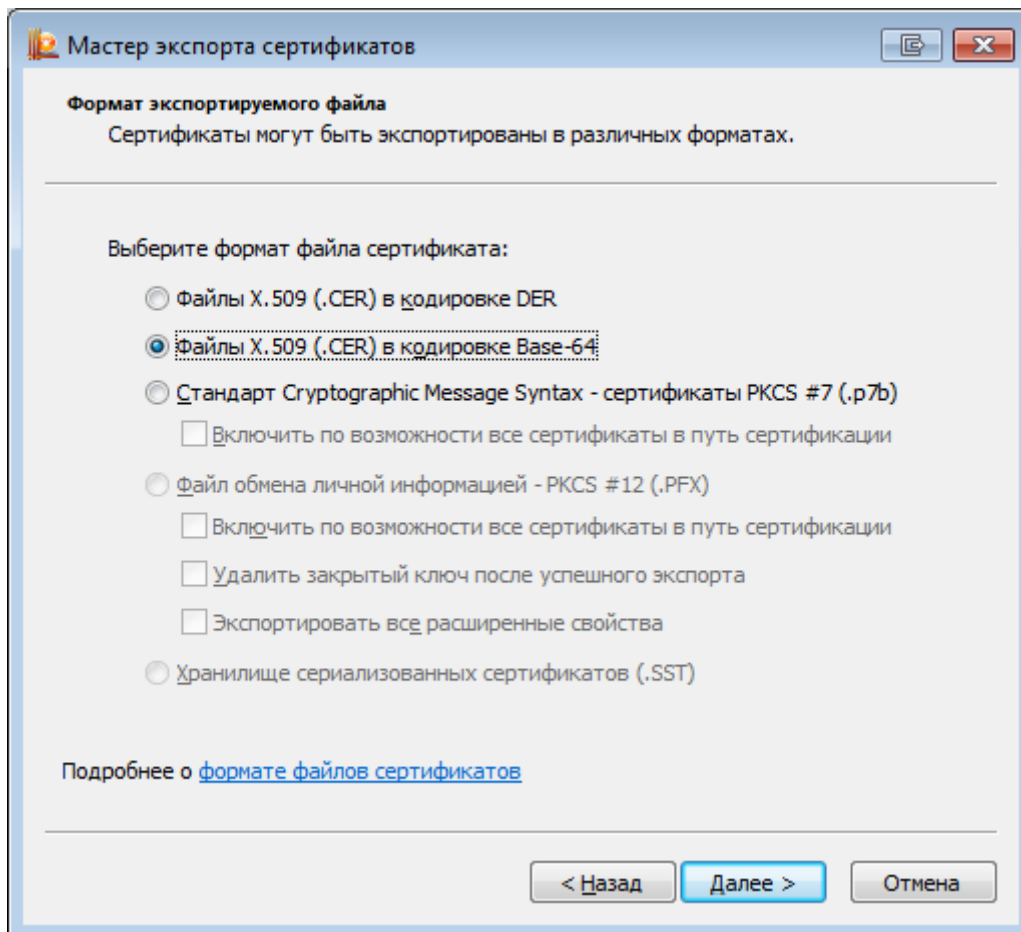 Мастер экспорта сертификатов
Формат экспортируемого файла
Сертификаты могут быть экспортированы в различных форматах.
Выберите формат файла сертификата:
Файлы X.509 (.CER) в кодировке DER
Файлы X.509 (.CER) в кодировке Base-64
Стандарт Cryptographic Message Syntax - сертификаты PKCS #7 (.p7b)
Включить по возможности все сертификаты в путь сертификации
Файл обмена личной информацией - PKCS #12 (.PFX)
Включить по возможности все сертификаты в путь сертификации
Удалить закрытый ключ после успешного экспорта
Экспортировать все расширенные свойства
Хранилище сериализованных сертификатов (.SST)
Подробнее о формате файлов сертификатов
< Назад Далее > Отмена